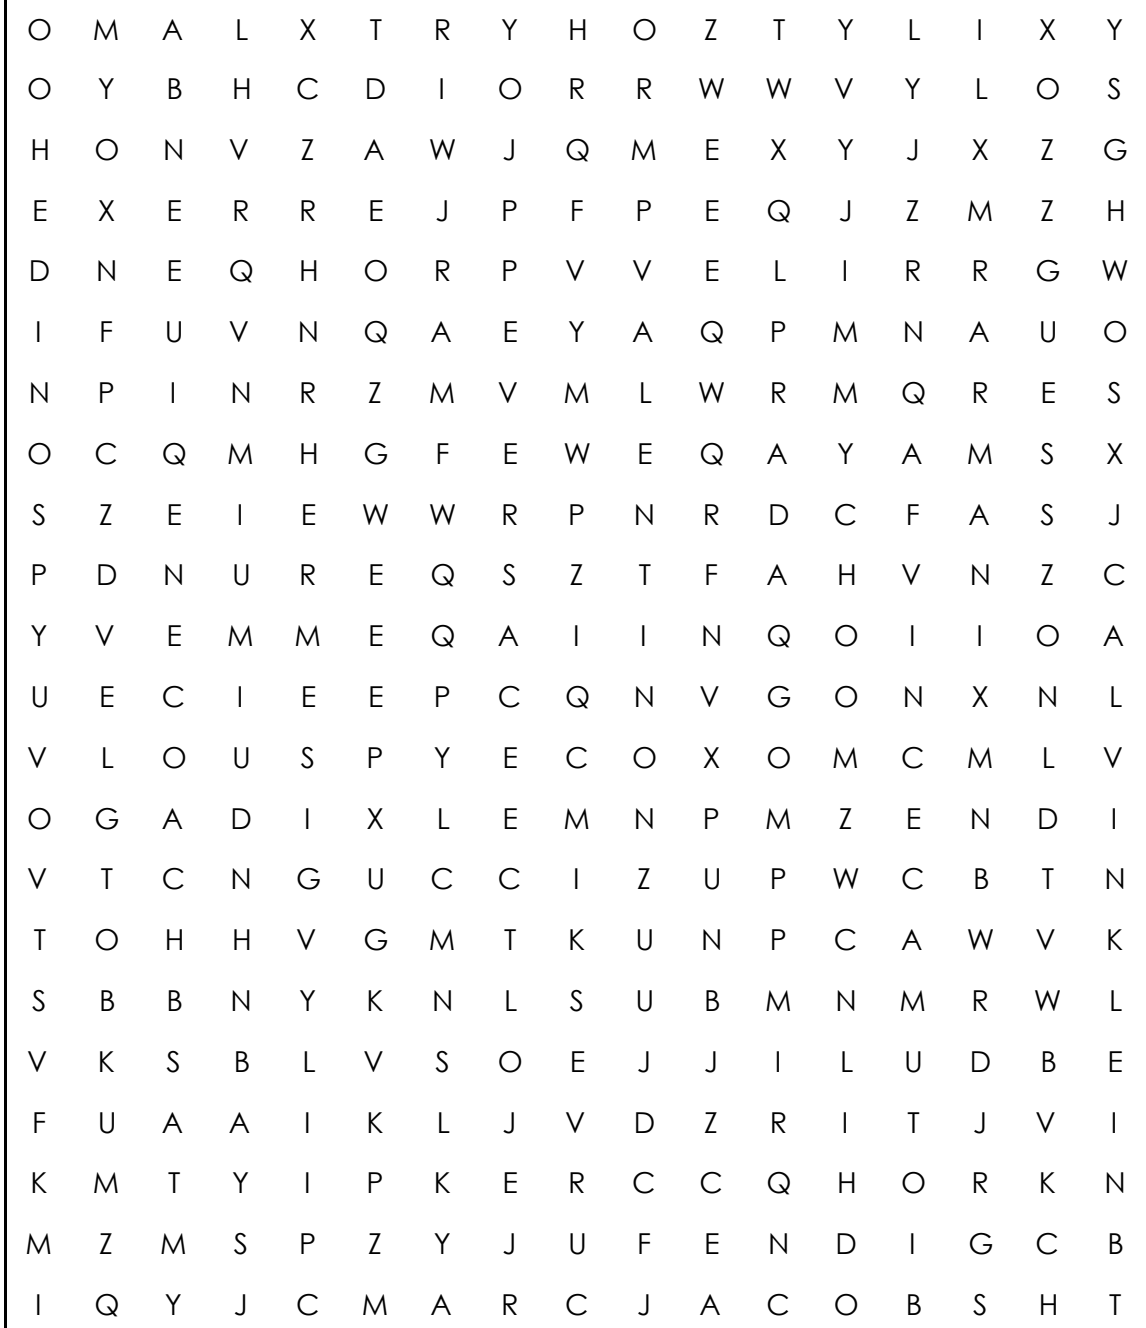 O M A L X T R Y H O Z T Y L I X Y
O Y B H C D I O R R W W V Y L O S
H O N V Z A W J Q M E X Y J X Z G
E X E R R E J P F P E Q J Z M Z H
D N E Q H O R P V V E L I R R G W
I F U V N Q A E Y A Q P M N A U O
N P I N R Z M V M L W R M Q R E S
O C Q M H G F E W E Q A Y A M S X
S Z E I E W W R P N R D C F A S J
P D N U R E Q S Z T F A H V N Z C
Y V E M M E Q A I I N Q O I I O A
U E C I E E P C Q N V G O N X N L
V L O U S P Y E C O X O M C M L V
O G A D I X L E M N P M Z E N D I
V T C N G U C C I Z U P W C B T N
T O H H V G M T K U N P C A W V K
S B B N Y K N L S U B M N M R W L
V K S B L V S O E J J I L U D B E
F U A A I K L J V D Z R I T J V I
K M T Y I P K E R C C Q H O R K N
M Z M S P Z Y J U F E N D I G C B
I Q Y J C M A R C J A C O B S H T